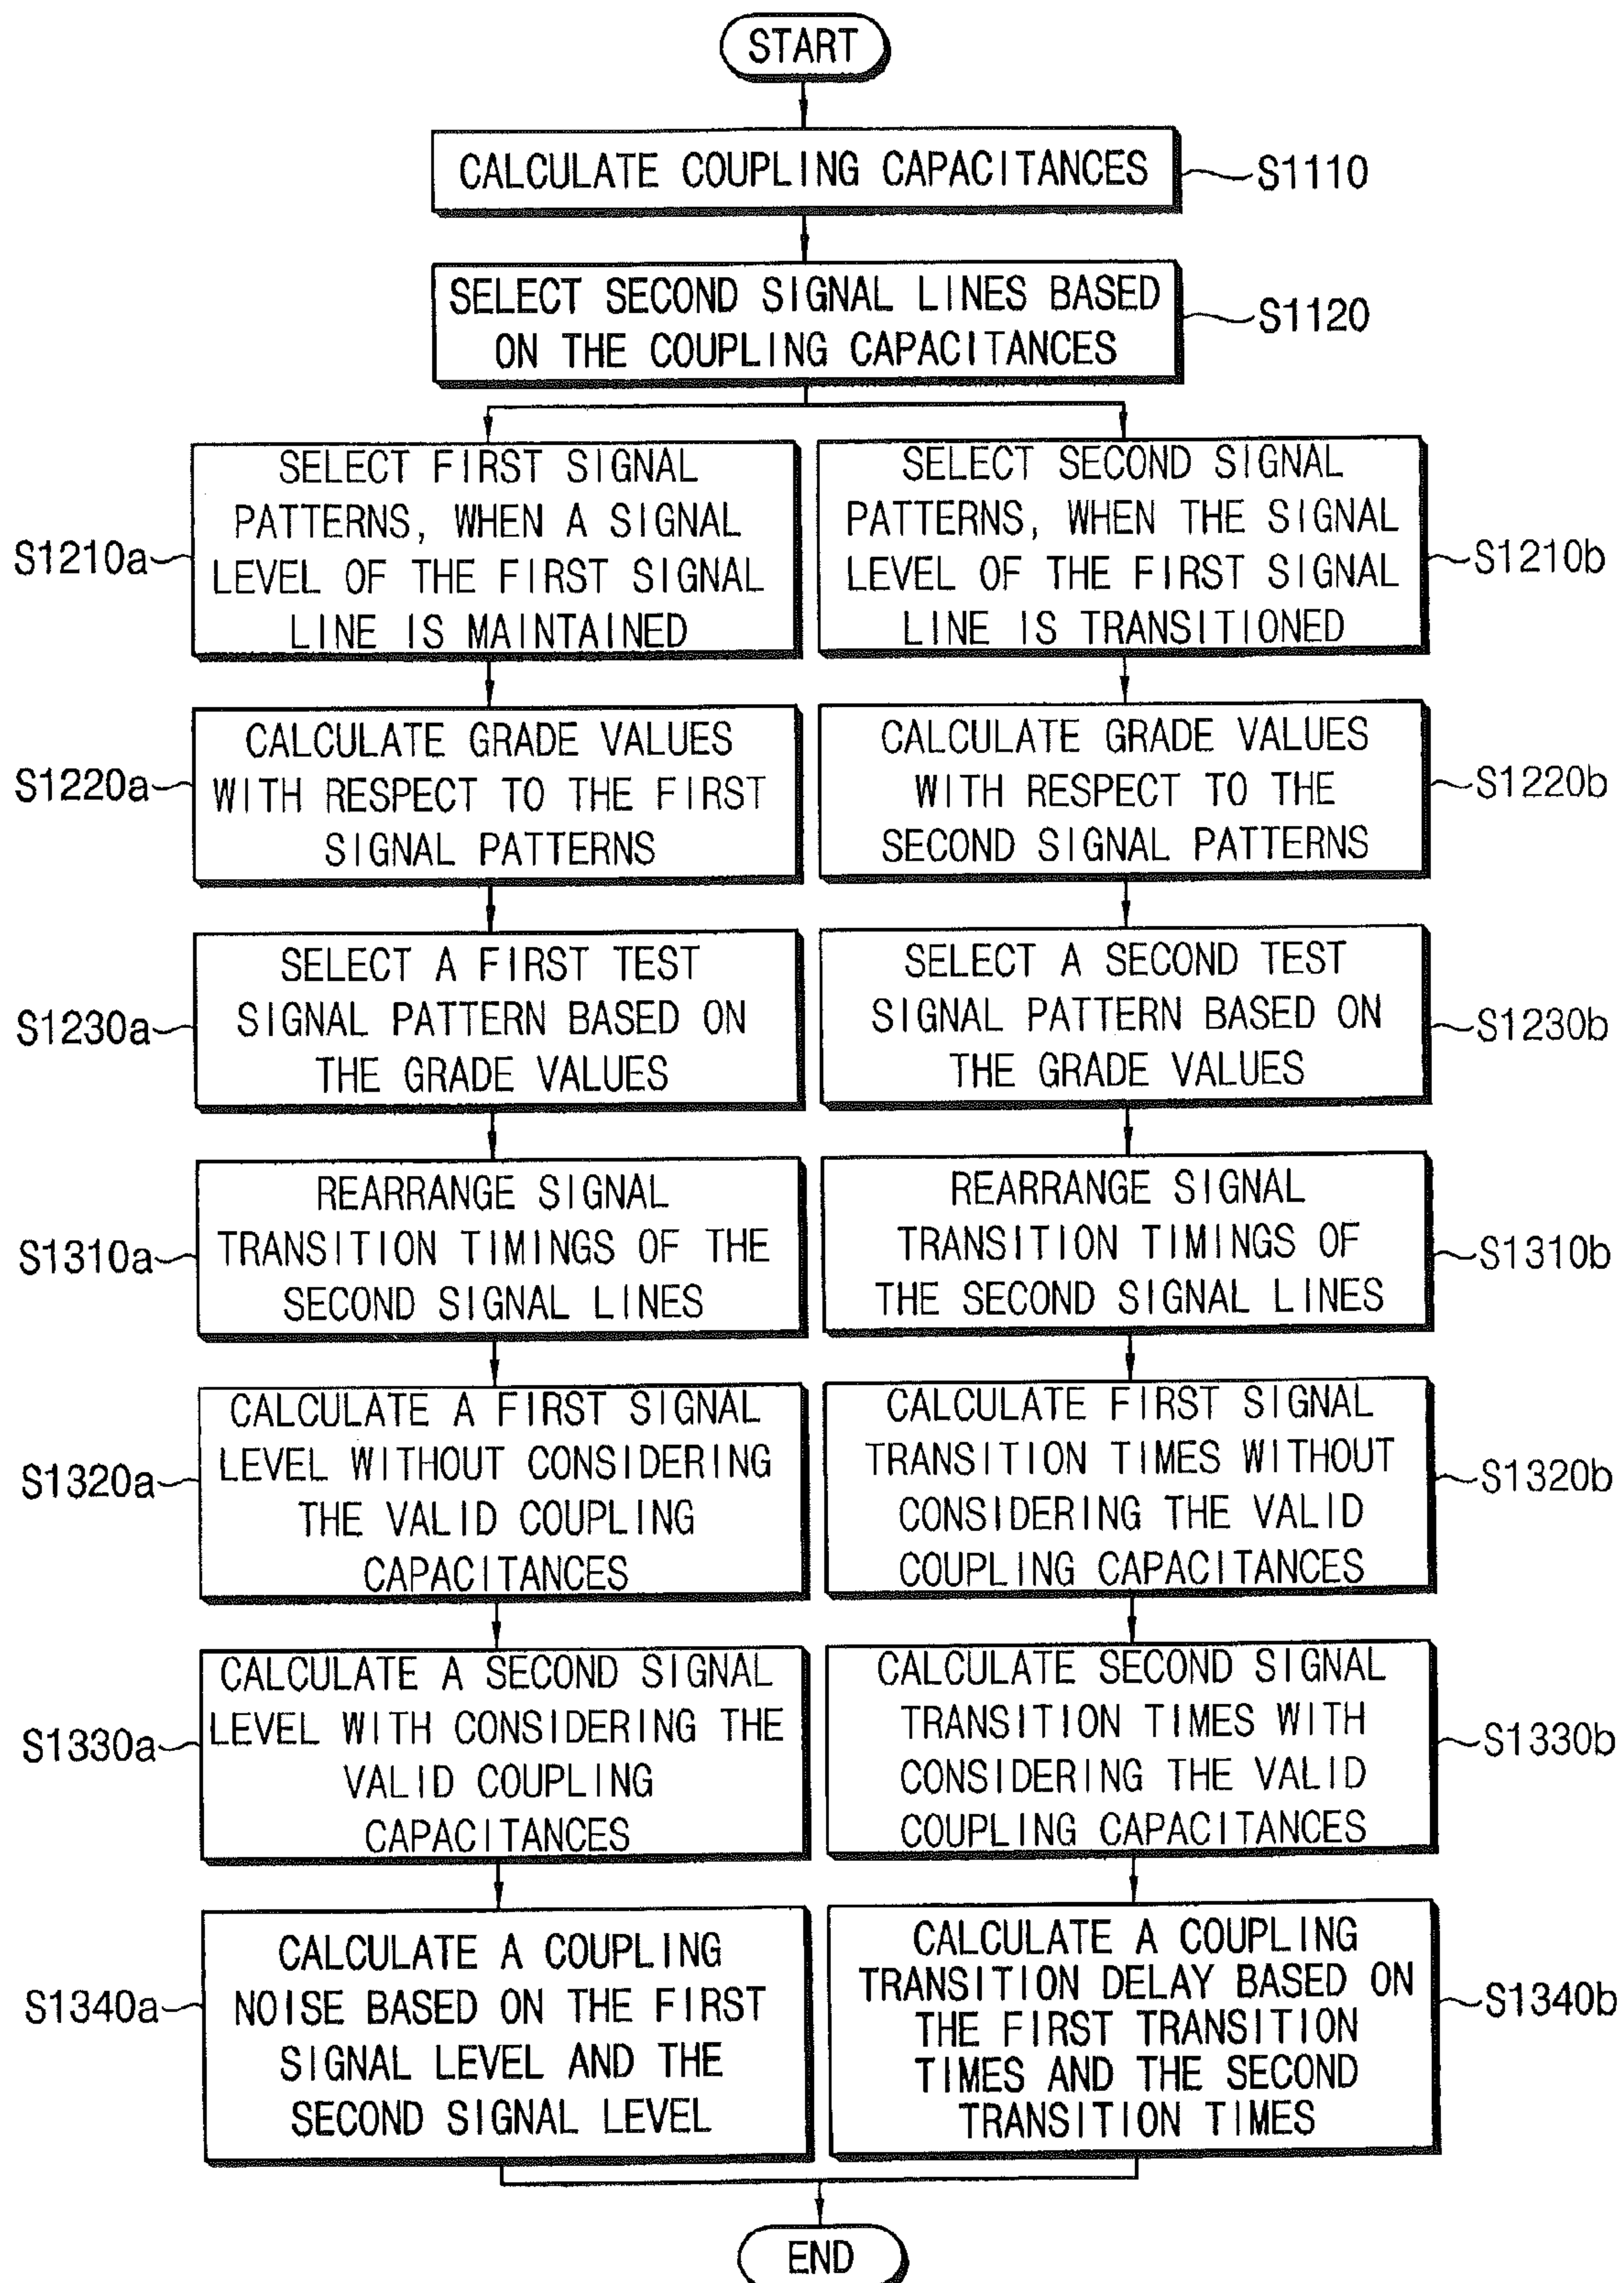 START
CALCULATE COUPLING CAPACITANCES
S1110
SELECT SECOND SIGNAL LINES BASED
ON THE COUPLING CAPACITANCES
S1120
SELECT FIRST SIGNAL
PATTERNS, WHEN A SIGNAL
LEVEL OF THE FIRST SIGNAL
LINE IS MAINTAINED
S1210a
SELECT SECOND SIGNAL
PATTERNS, WHEN THE SIGNAL
LEVEL OF THE FIRST SIGNAL
LINE IS TRANSITIONED
S1210b
CALCULATE GRADE VALUES
WITH RESPECT TO THE FIRST
SIGNAL PATTERNS
S1220a
CALCULATE GRADE VALUES
WITH RESPECT TO THE
SECOND SIGNAL PATTERNS
S1220b
SELECT A FIRST TEST
SIGNAL PATTERN BASED ON
THE GRADE VALUES
S1230a
SELECT A SECOND TEST
SIGNAL PATTERN BASED ON
THE GRADE VALUES
S1230b
REARRANGE SIGNAL
TRANSITION TIMINGS OF THE
SECOND SIGNAL LINES
S1310a
REARRANGE SIGNAL
TRANSITION TIMINGS OF
THE SECOND SIGNAL LINES
S1310b
CALCULATE A FIRST SIGNAL
LEVEL WITHOUT CONSIDERING
THE VALID COUPLING
CAPACITANCES
S1320a
CALCULATE FIRST SIGNAL
TRANSITION TIMES WITHOUT
CONSIDERING THE VALID
COUPLING CAPACITANCES
S1320b
CALCULATE A SECOND SIGNAL
LEVEL WITH CONSIDERING THE
VALID COUPLING
CAPACITANCES
S1330a
CALCULATE SECOND SIGNAL
TRANSITION TIMES WITH
CONSIDERING THE VALID
COUPLING CAPACITANCES
S1330b
CALCULATE A COUPLING
NOISE BASED ON THE FIRST
SIGNAL LEVEL AND THE
SECOND SIGNAL LEVEL
S1340a
CALCULATE A COUPLING
TRANSITION DELAY BASED ON
THE FIRST TRANSITION
TIMES AND THE SECOND
TRANSITION TIMES
S1340b
END